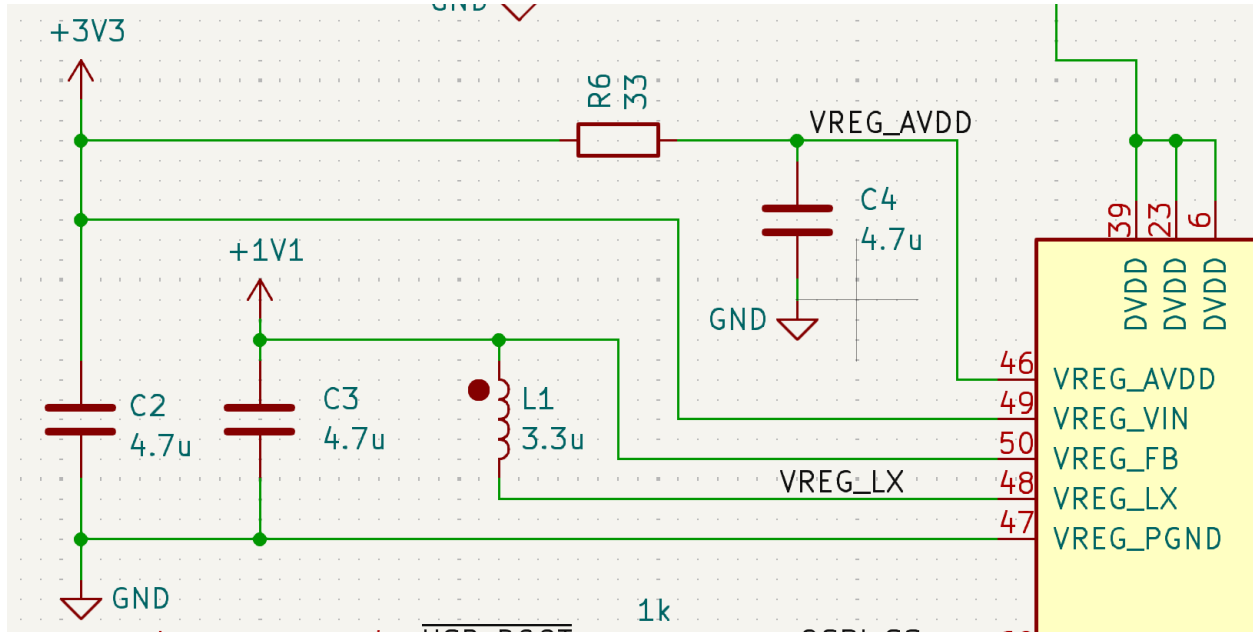 GND
+3V3
R6
33
VREG_AVDD
C4
4.7u
39
23
6
+1V1
DVDD
DVDD
DVDD
GND
46
VREG_AVDD
C2
4.7u
C3
4.7u
L1
3.3u
49
VREG_VIN
50
VREG_FB
VREG_LX
48
VREG_LX
47
VREG_PGND
GND
1k